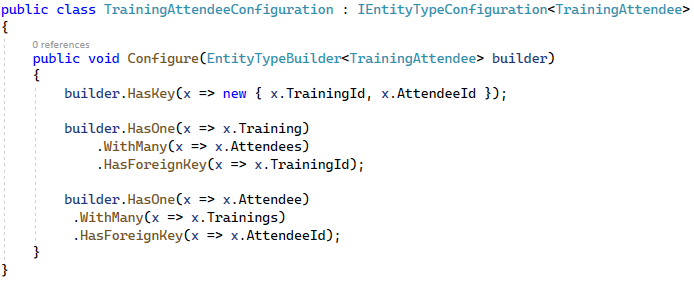 public class TrainingAttendeeConfiguration : IEntityTypeConfiguration<TrainingAttendee>
{
    0 references
    public void Configure(EntityTypeBuilder<TrainingAttendee> builder)
    {
        builder.HasKey(x => new { x.TrainingId, x.AttendeeId });

        builder.HasOne(x => x.Training)
            .WithMany(x => x.Attendees)
            .HasForeignKey(x => x.TrainingId);

        builder.HasOne(x => x.Attendee)
         .WithMany(x => x.Trainings)
         .HasForeignKey(x => x.AttendeeId);
    }
}